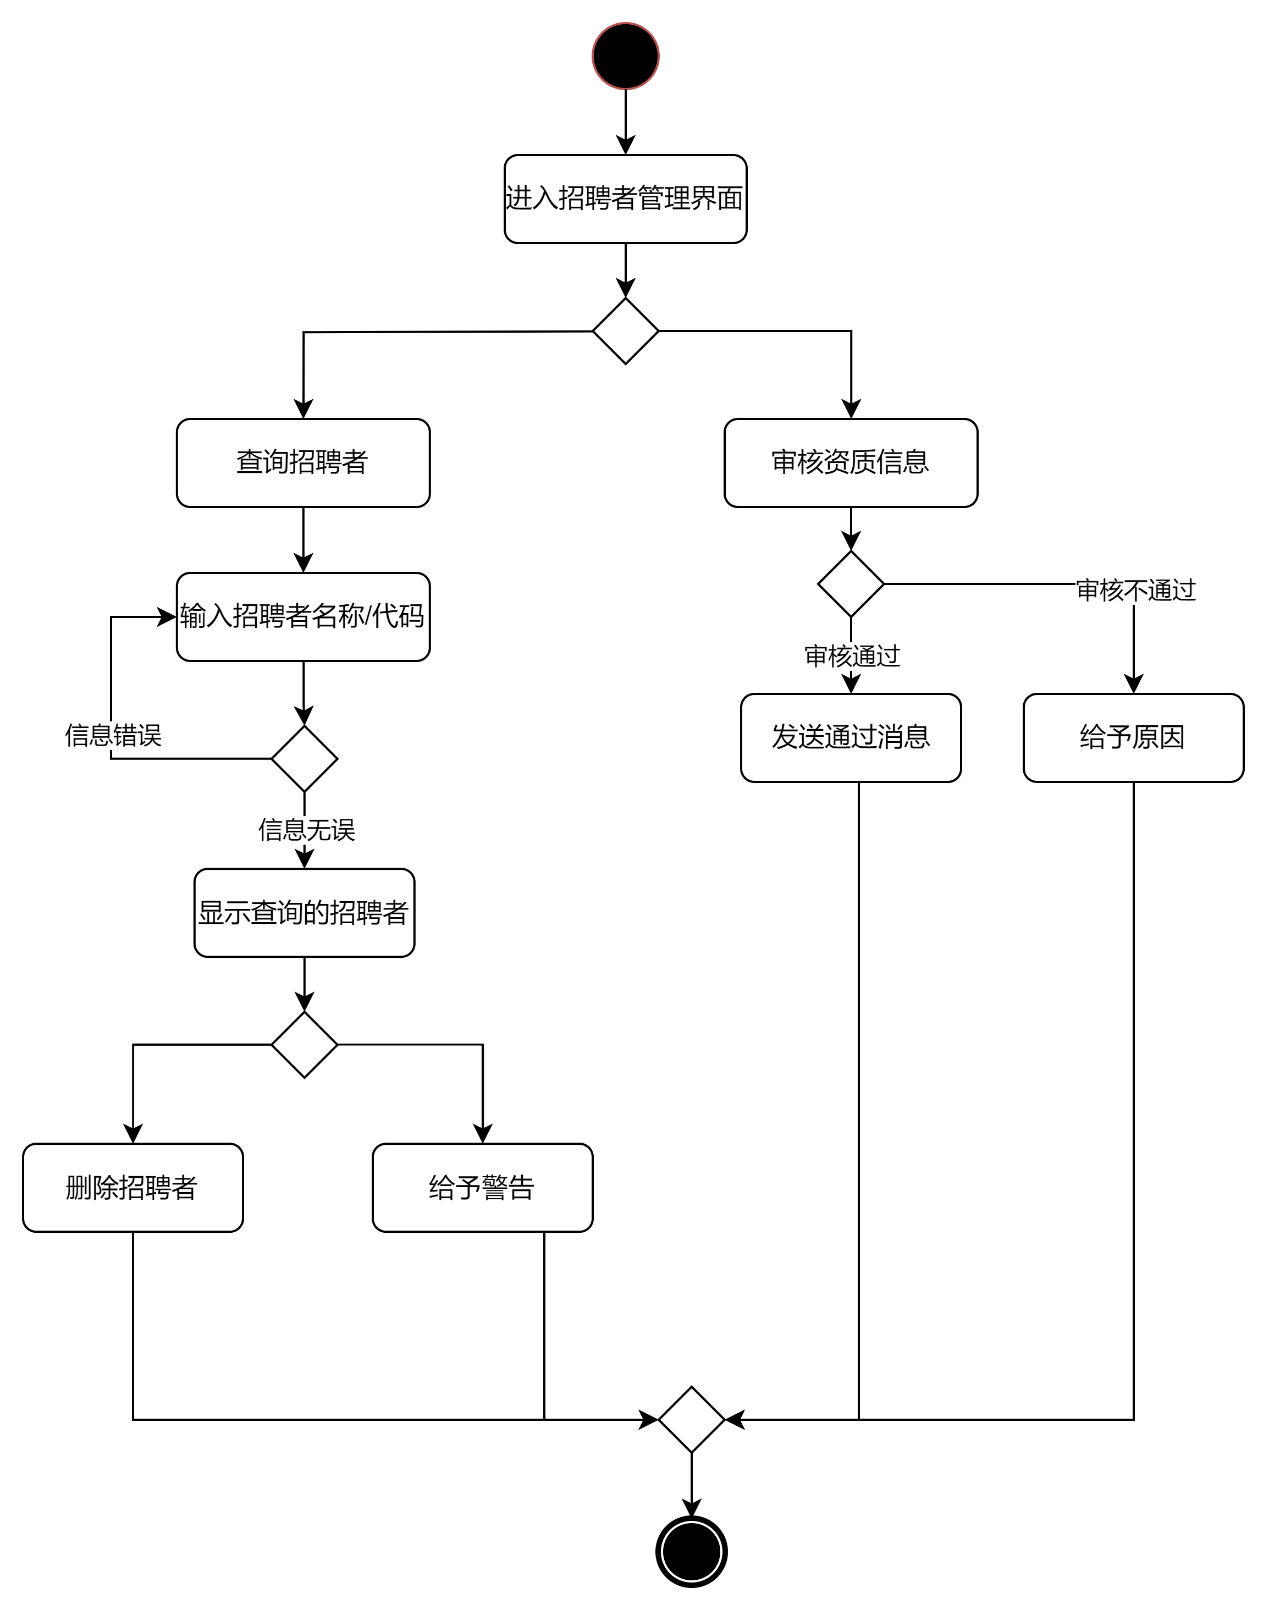 进入招聘者管理界面
查询招聘者
审核资质信息
审核不通过
输入招聘者名称/代码
审核通过
信息错误
发送通过消息
给予原因
信息无误
显示查询的招聘者
删除招聘者
给予警告